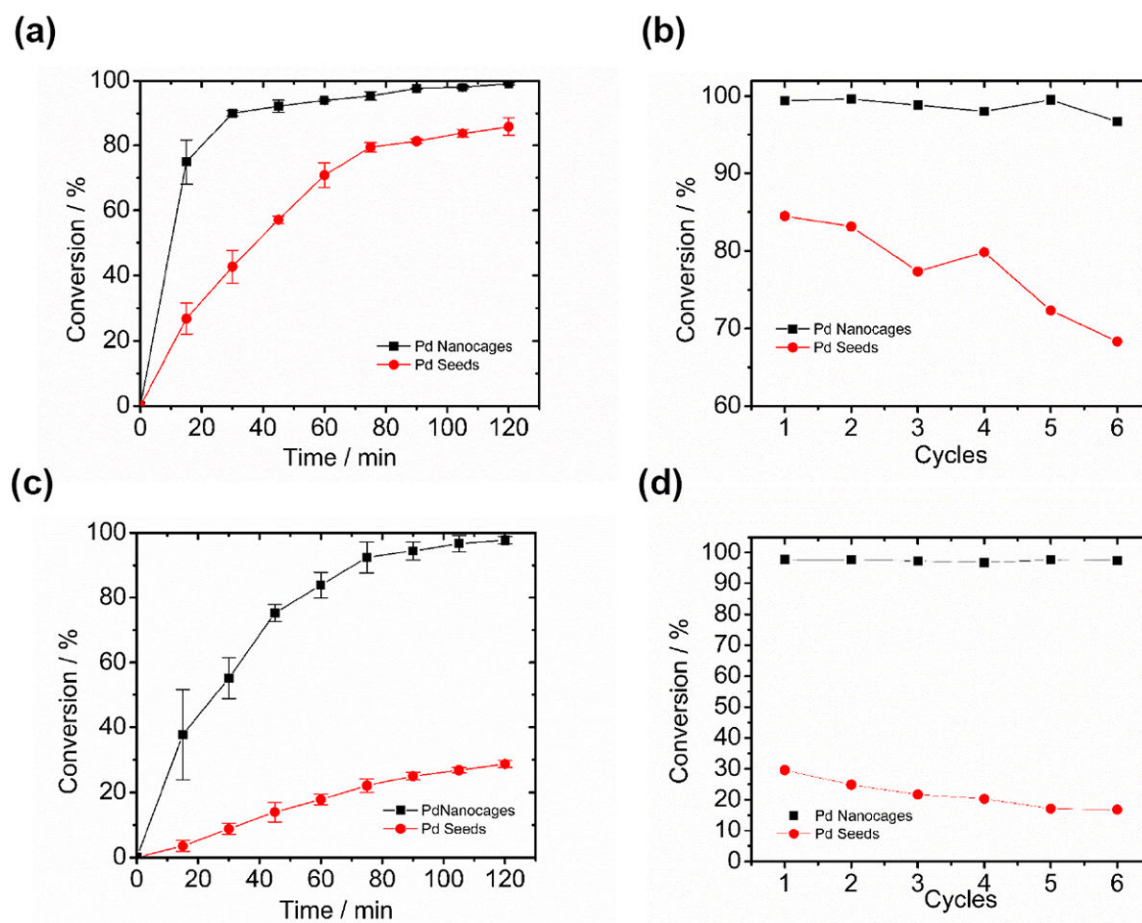 (a)
100
80
60
40
20
0
Conversion / %
Pd Nanocages
Pd Seeds
0 20 40 60 80 100 120
Time / min
(b)
100
90
80
70
60
Conversion / %
Pd Nanocages
Pd Seeds
1 2 3 4 5 6
Cycles
(c)
100
80
60
40
20
0
Conversion / %
PdNanocages
Pd Seeds
0 20 40 60 80 100 120
Time / min
(d)
100
90
80
70
60
50
40
30
20
10
0
Conversion / %
Pd Nanocages
Pd Seeds
1 2 3 4 5 6
Cycles